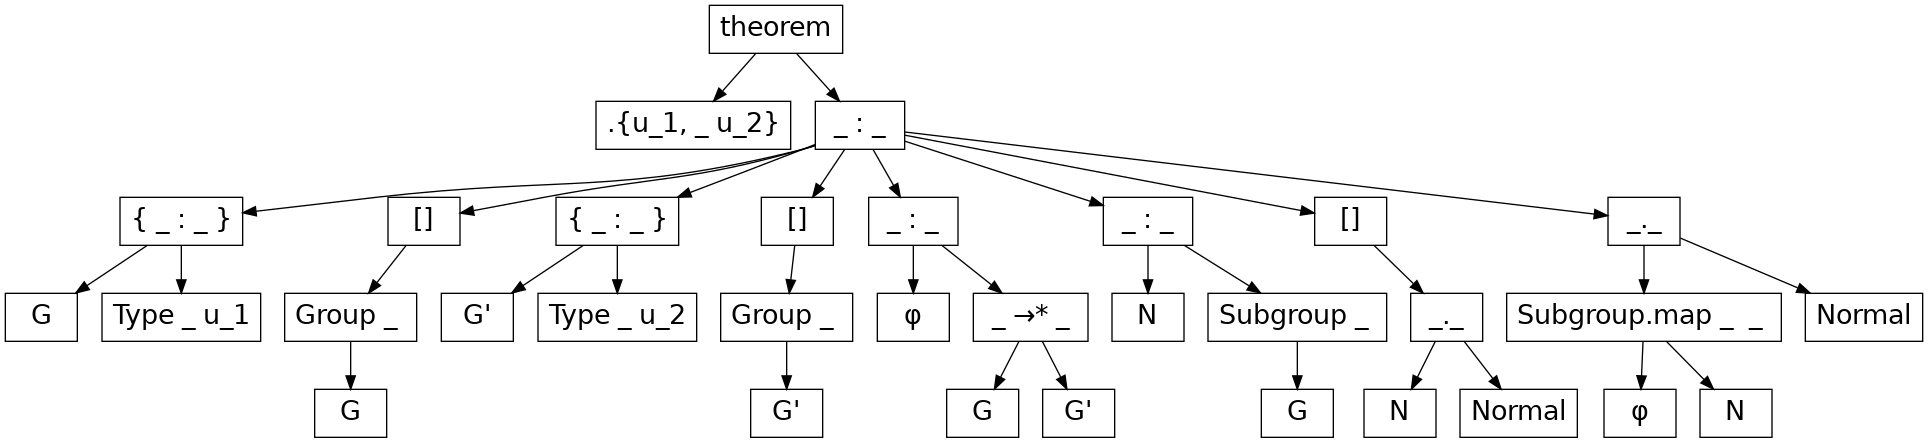 theorem
.{u_1, _ u_2} _ : _
{ _ : _ } [] { _ : _ } [] _ : _ _ : _ [] _._
G Type _ u_1 Group _ G' Type _ u_2 Group _ φ _ →* _ N Subgroup _ _._ Subgroup.map _ _ Normal
G G' G G' G N Normal φ N